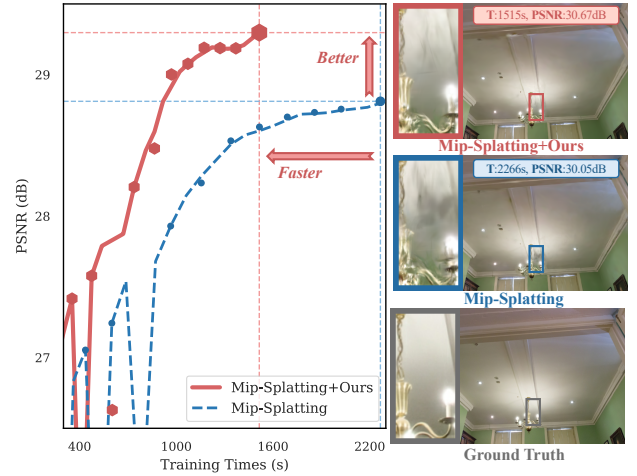 PSNR (dB)
29
28
27
Better
Faster
Mip-Splatting+Ours
Mip-Splatting
400
1000
1600
2200
Training Times (s)
T:1515s, PSNR:30.67dB
Mip-Splatting+Ours
T:2266s, PSNR:30.05dB
Mip-Splatting
Ground Truth